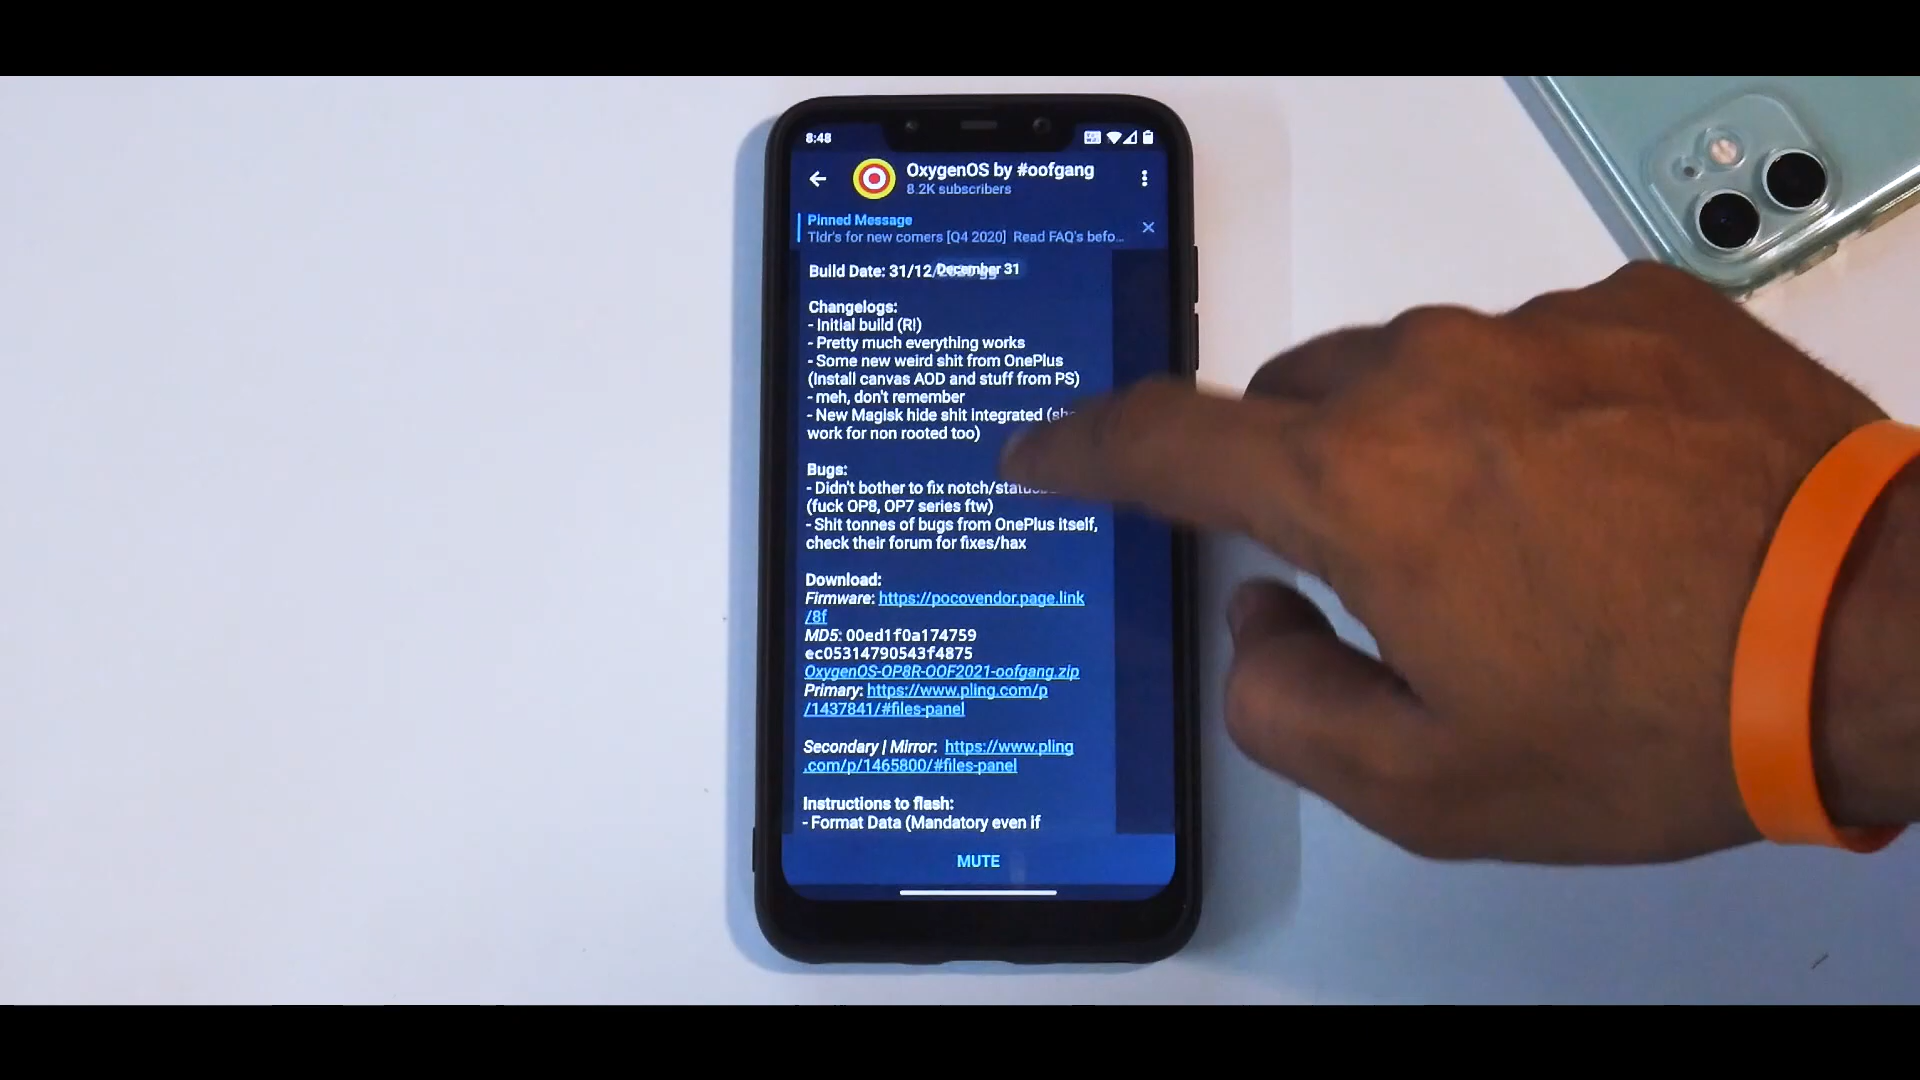 8:48
OxygenOS by #oofgang
8.2K subscribers
Pinned Message
Tldr's for new comers [Q4 2020] Read FAQ's befo...
Build Date: 31/12/
December 31
Changelogs:
- Initial build (RI)
- Pretty much everything works
- Some new weird shit from OnePlus
(Install canvas AOD and stuff from PS)
- meh, don't remember
- New Magisk hide shit integrated
work for non rooted too)
Bugs:
- Didn't bother to fix
(fuck OP8, OP7 series ftw)
- Shit tonnes of bugs from OnePlus itself,
check their forum for fixes/hax
Download:
Firmware: https://pocovendor.page.link
/8f
MD5: 00ed1f0a174759
ec05314790543f4875
OxygenOS-OP8R-OOF2021-oofgang.zip
Primary: https://www.pling.com/p
/1437841/#files-panel
Secondary | Mirror: https://www.pling
.com/p/1465800/#files-panel
Instructions to flash:
- Format Data (Mandatory even if
MUTE